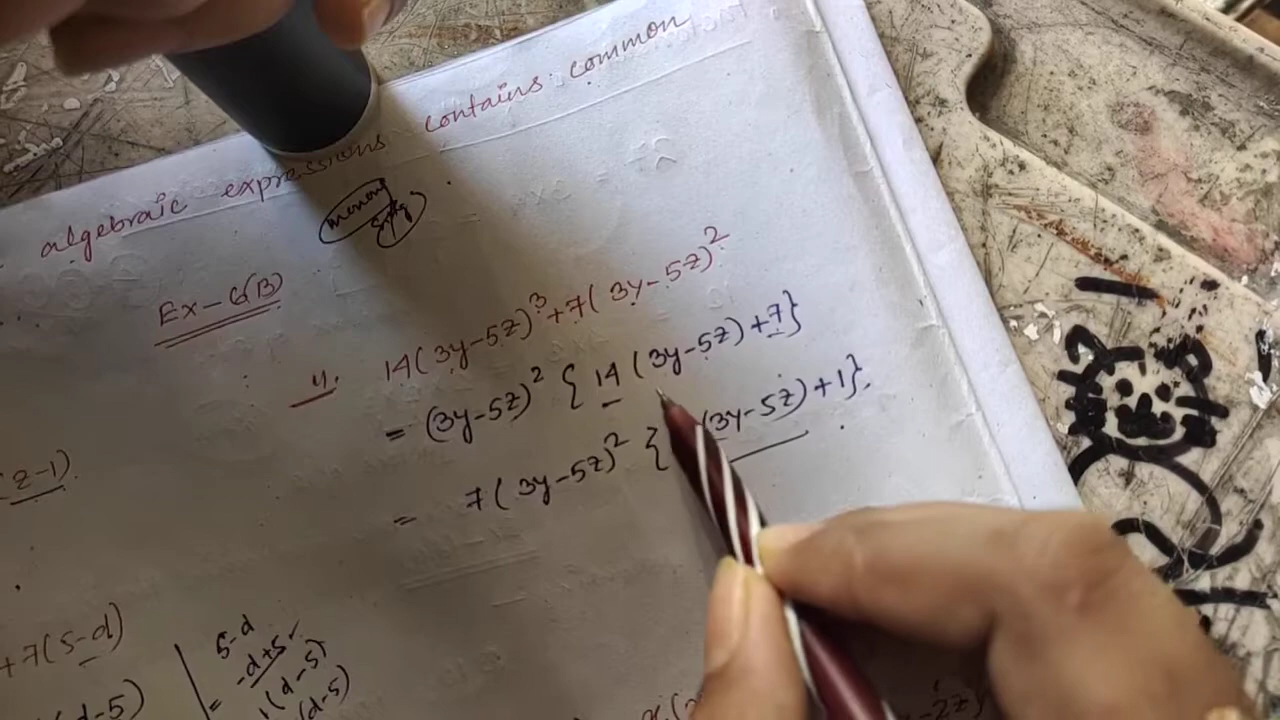 algebraic expressions contains common
Ex-6(B)
4. 14(3y-5z)³+7(3y-5z)²
= (3y-5z)² {14(3y-5z)+7}
= 7(3y-5z)² { (3y-5z)+1}.
(z-1)
+7(5-d)
(d-5)
5-d
= -d+5
(d-5)
(d-5)
-2z}